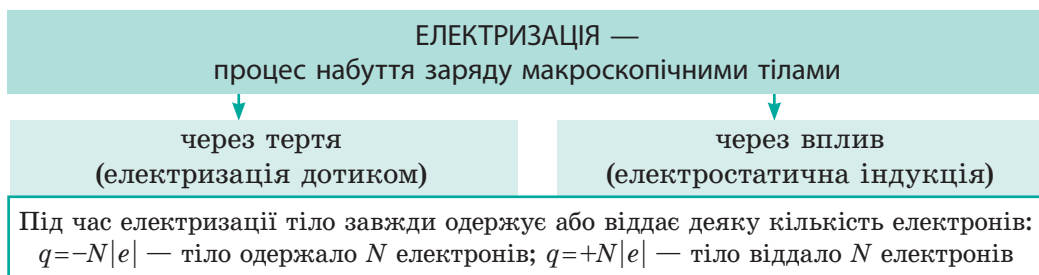 ЕЛЕКТРИЗАЦІЯ —
процес набуття заряду макроскопічними тілами
через тертя
(електризація дотиком)
через вплив
(електростатична індукція)
Під час електризації тіло завжди одержує або віддає деяку кількість електронів:
q=−N|e| — тіло одержало N електронів; q=+N|e| — тіло віддало N електронів